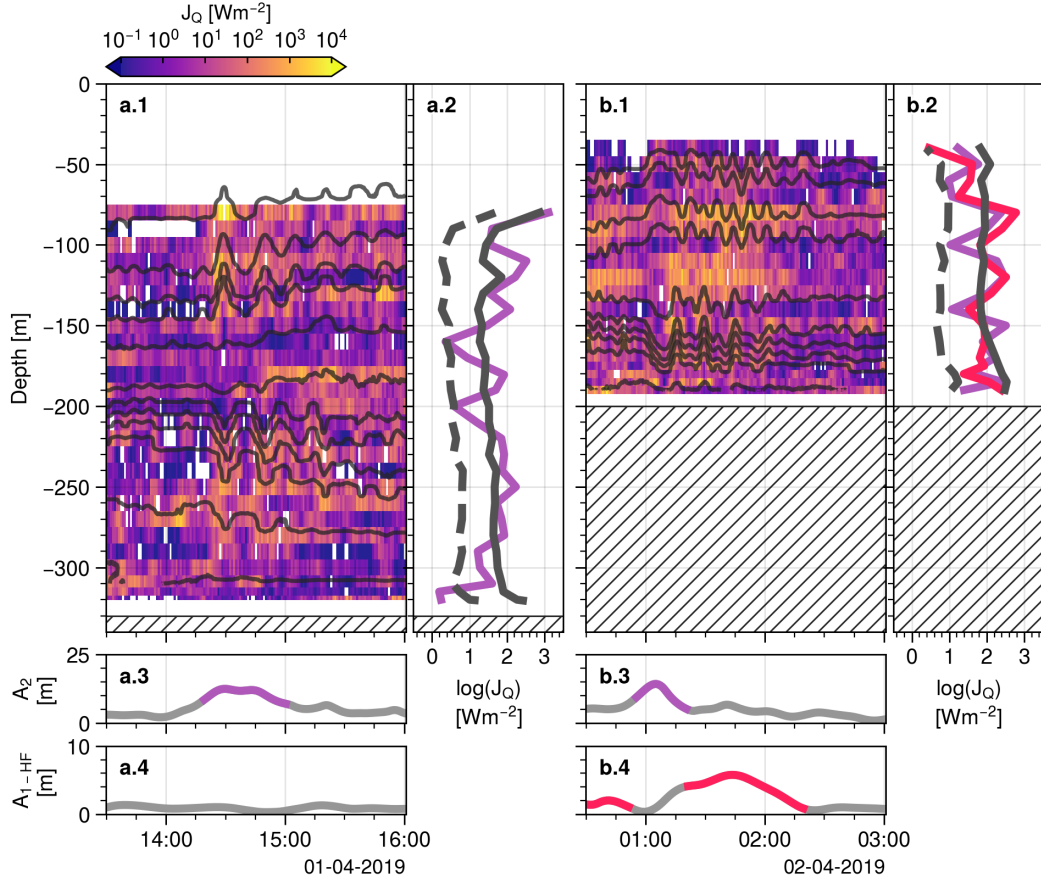 J_Q [Wm⁻²]
10⁻¹ 10⁰ 10¹ 10² 10³ 10⁴
a.1 a.2 b.1 b.2
0
−50
−100
−150
−200
−250
−300
Depth [m]
0 1 2 3
log(J_Q)
[Wm⁻²]
0 1 2 3
log(J_Q)
[Wm⁻²]
a.3 b.3
25
0
A₂
[m]
a.4 b.4
10
0
A₁₋HF
[m]
14:00 15:00 16:00
01-04-2019
01:00 02:00 03:00
02-04-2019